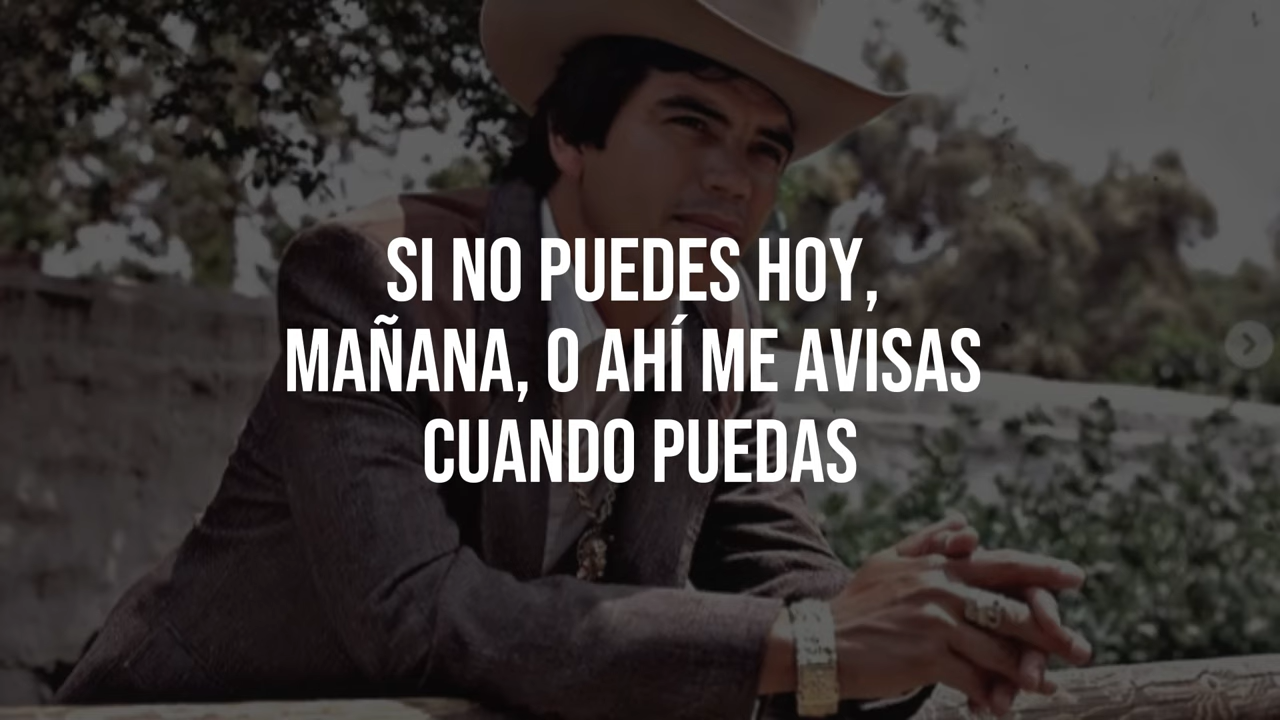 SI NO PUEDES HOY,
MAÑANA, O AHÍ ME AVISAS
CUANDO PUEDAS